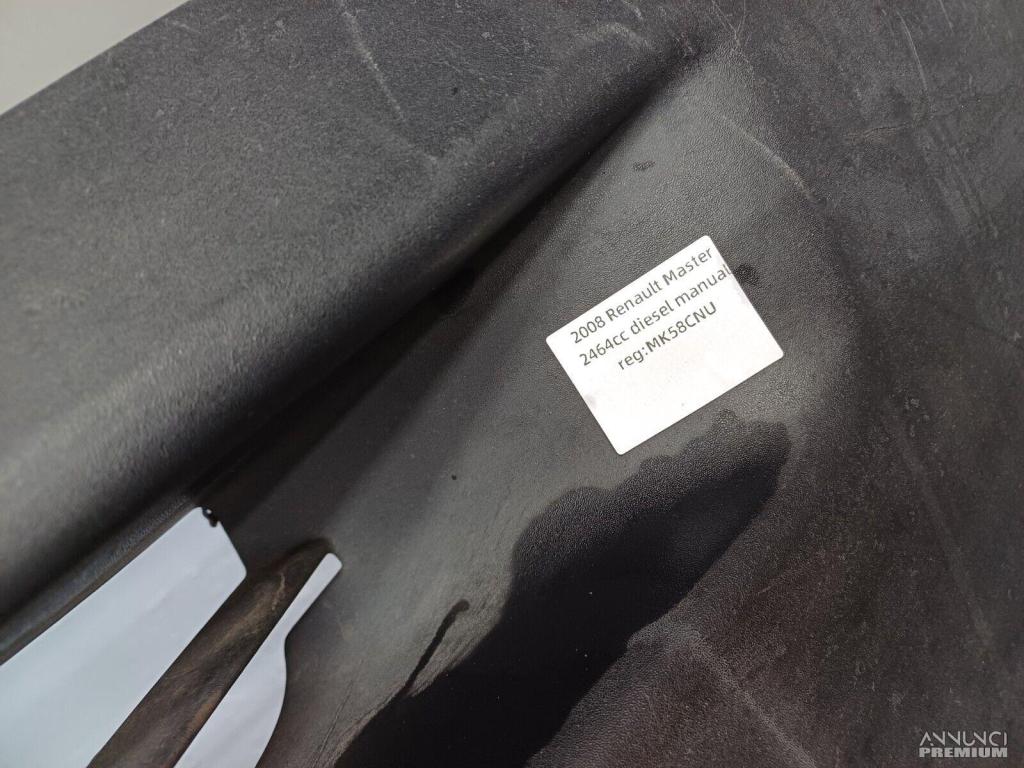 2008 Renault Master
2464cc diesel manual
reg:MK58CNU
ANNUNCI
PREMIUM